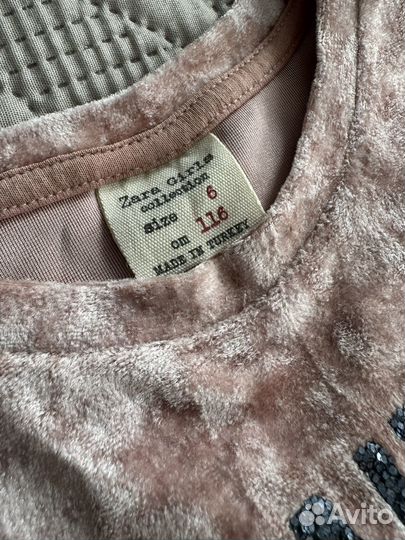 Zara Girls
collection
size 6
cm 116
MADE IN TURKEY
Avito